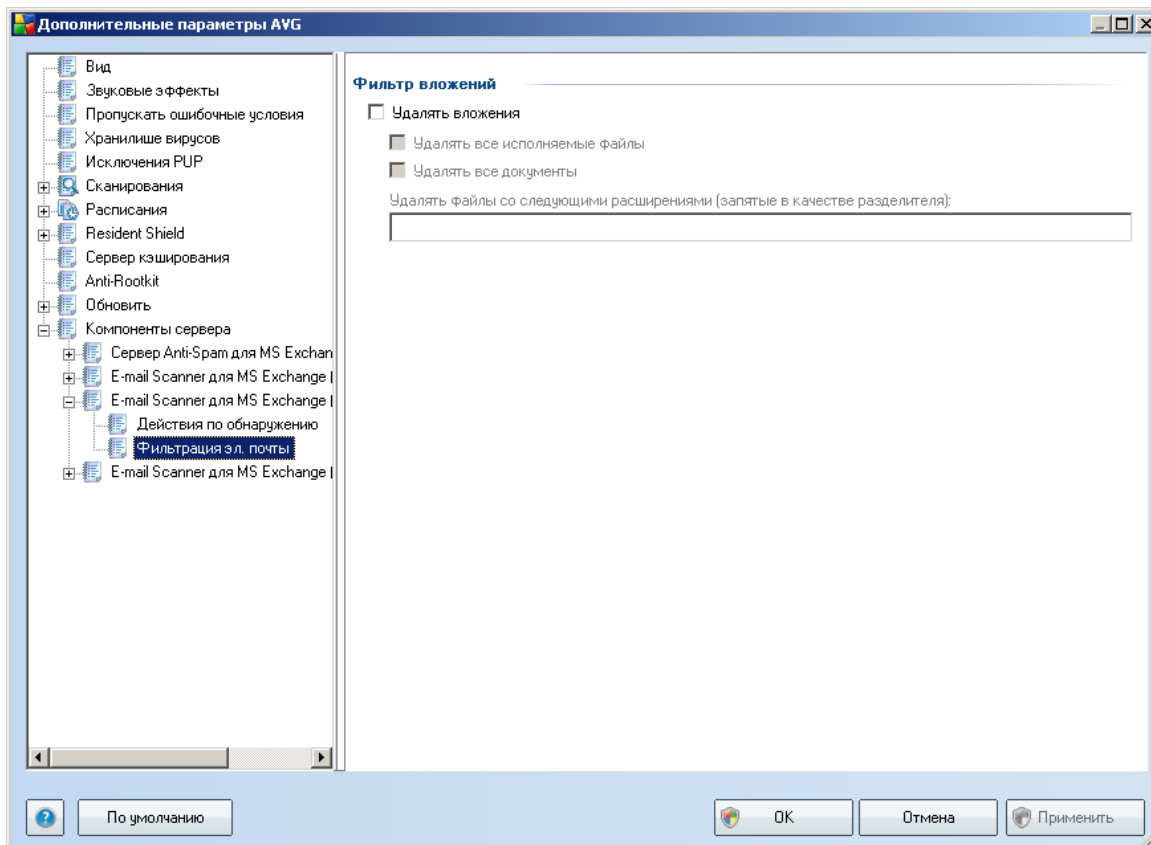 Дополнительные параметры AVG
Вид
Звуковые эффекты
Пропускать ошибочные условия
Хранилише вирусов
Исключения PUP
Сканирования
Расписания
Resident Shield
Сервер кэширования
Anti-Rootkit
Обновить
Компоненты сервера
Сервер Anti-Spam для MS Exchan
E-mail Scanner для MS Exchange (
E-mail Scanner для MS Exchange (
Действия по обнаружению
Фильтрация эл. почты
E-mail Scanner для MS Exchange (
Фильтр вложений
Удалять вложения
Удалять все исполняемые файлы
Удалять все документы
Удалять файлы со следующими расширениями (запятые в качестве разделителя):
По умолчанию
OK
Отмена
Применить